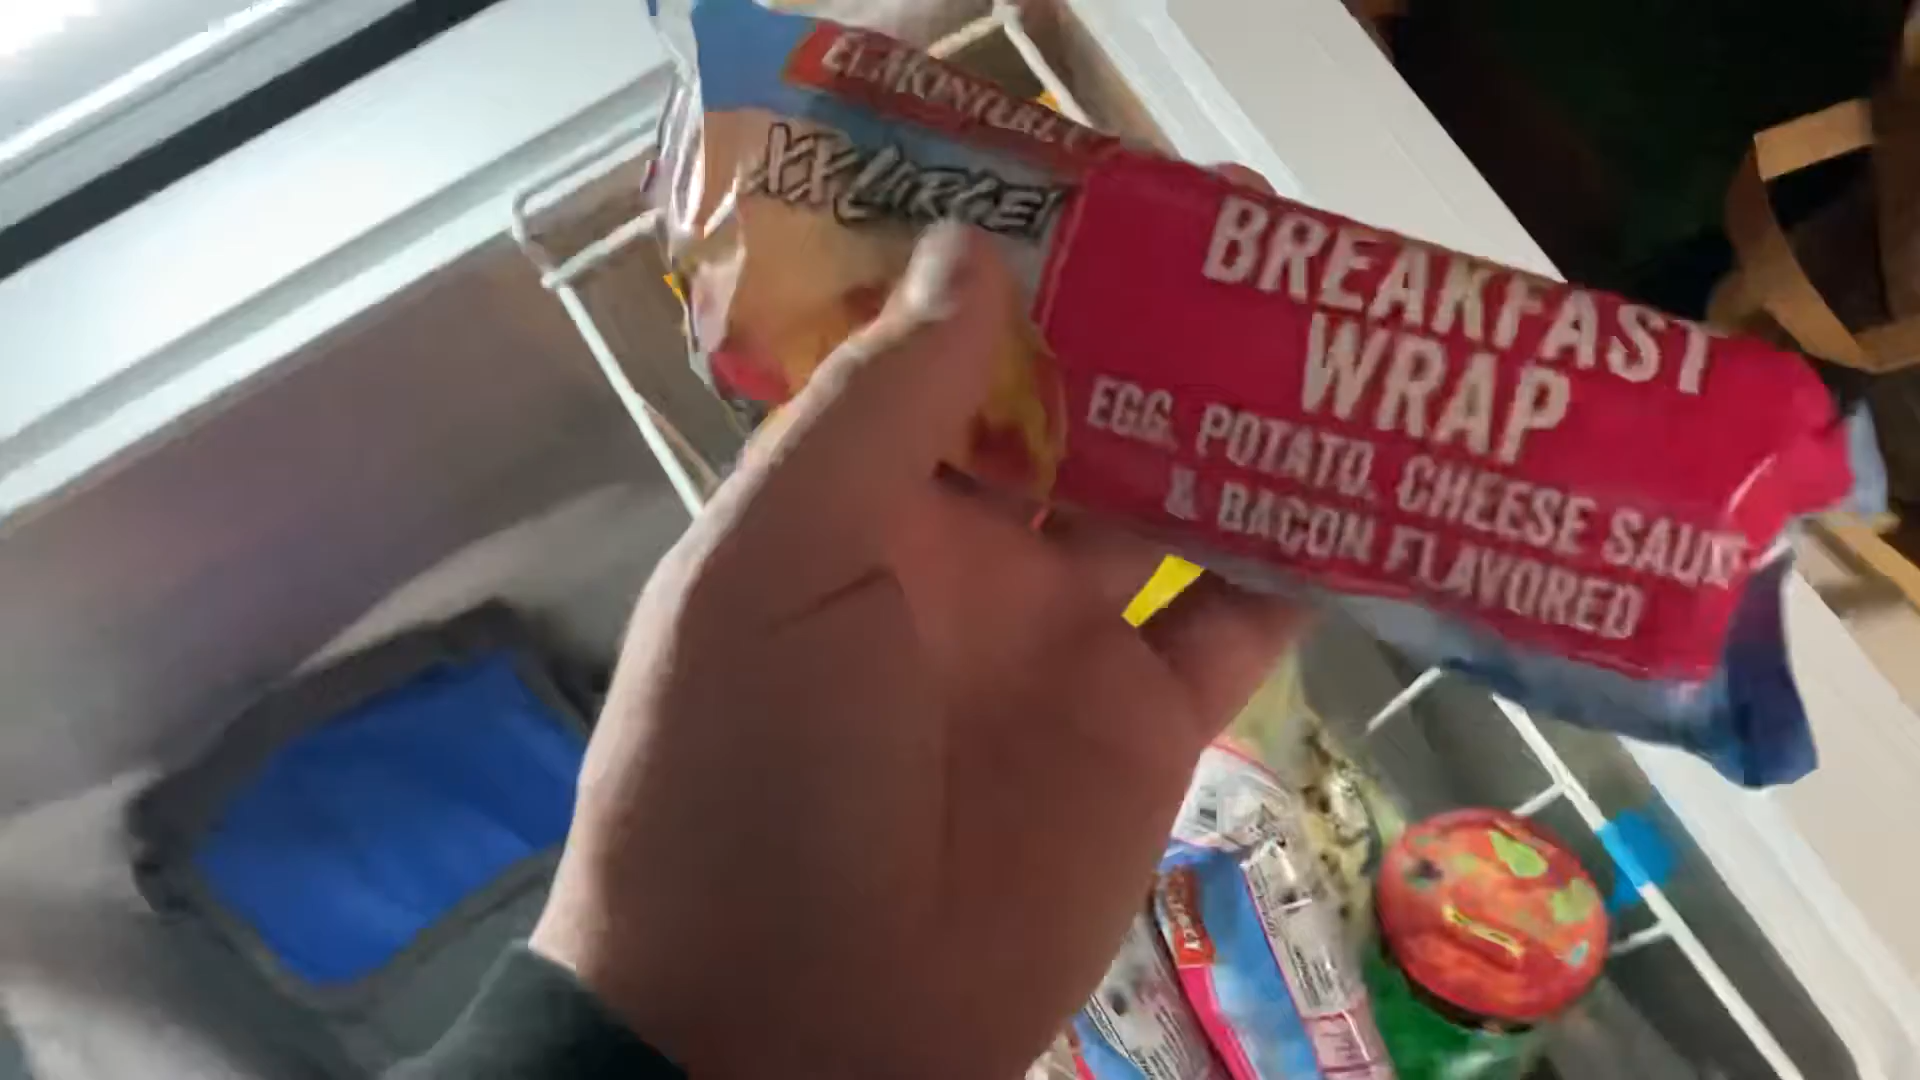 EL MONTEREY
XXLARGE!
BREAKFAST
WRAP
EGG, POTATO, CHEESE SAUCE
& BACON FLAVORED